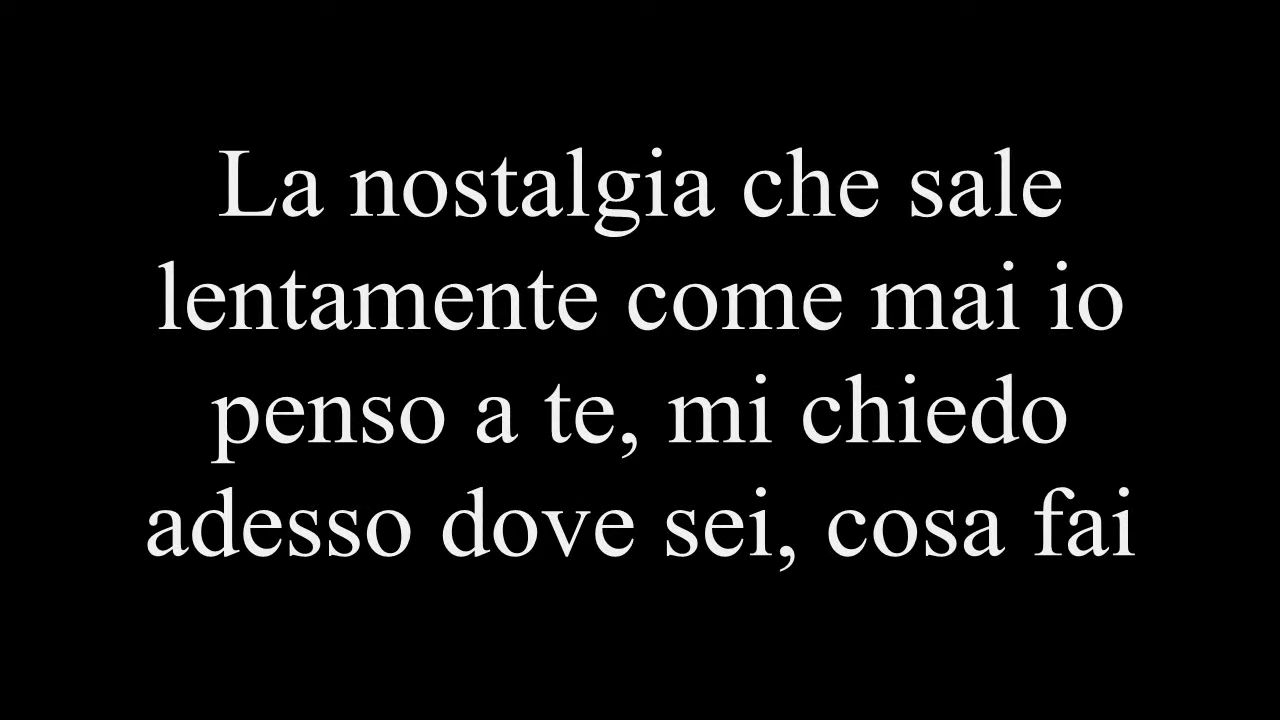 La nostalgia che sale
lentamente come mai io
penso a te, mi chiedo
adesso dove sei, cosa fai